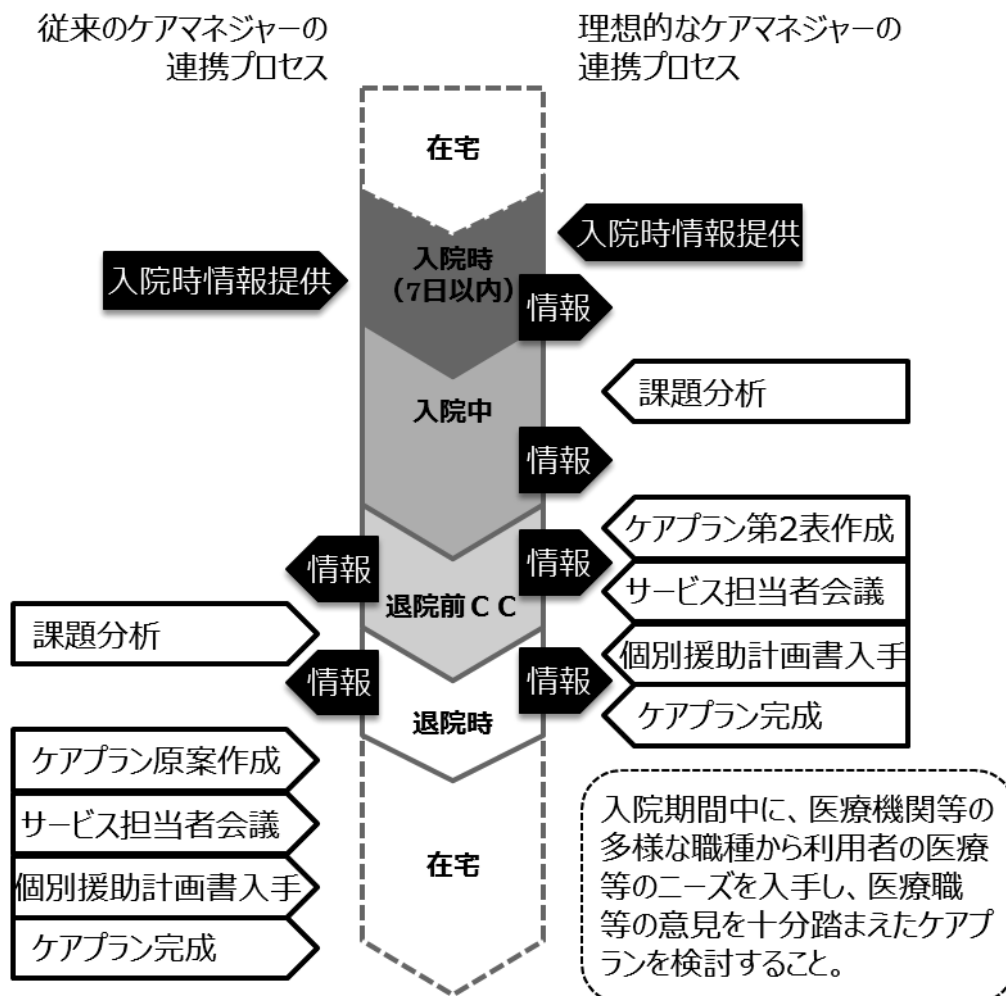 従来のケアマネジャーの
連携プロセス
理想的なケアマネジャーの
連携プロセス
在宅
入院時情報提供
入院時情報提供
入院時
（7日以内）
情報
課題分析
入院中
情報
ケアプラン第2表作成
情報
情報
サービス担当者会議
退院前ＣＣ
課題分析
個別援助計画書入手
情報
情報
ケアプラン完成
退院時
ケアプラン原案作成
サービス担当者会議
個別援助計画書入手
ケアプラン完成
在宅
入院期間中に、医療機関等の
多様な職種から利用者の医療
等のニーズを入手し、医療職
等の意見を十分踏まえたケアプ
ランを検討すること。